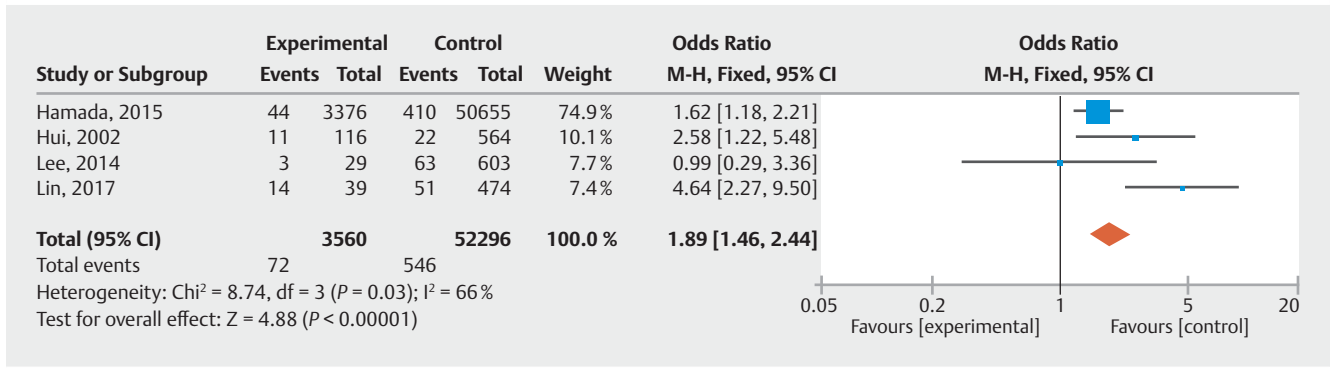 Experimental Control Odds Ratio Odds Ratio
Study or Subgroup Events Total Events Total Weight M-H, Fixed, 95% CI M-H, Fixed, 95% CI
Hamada, 2015 44 3376 410 50655 74.9% 1.62 [1.18, 2.21]
Hui, 2002 11 116 22 564 10.1% 2.58 [1.22, 5.48]
Lee, 2014 3 29 63 603 7.7% 0.99 [0.29, 3.36]
Lin, 2017 14 39 51 474 7.4% 4.64 [2.27, 9.50]
Total (95% CI) 3560 52296 100.0 % 1.89 [1.46, 2.44]
Total events 72 546
Heterogeneity: Chi² = 8.74, df = 3 (P = 0.03); I² = 66%
Test for overall effect: Z = 4.88 (P < 0.00001)
0.05 0.2 1 5 20
Favours [experimental] Favours [control]